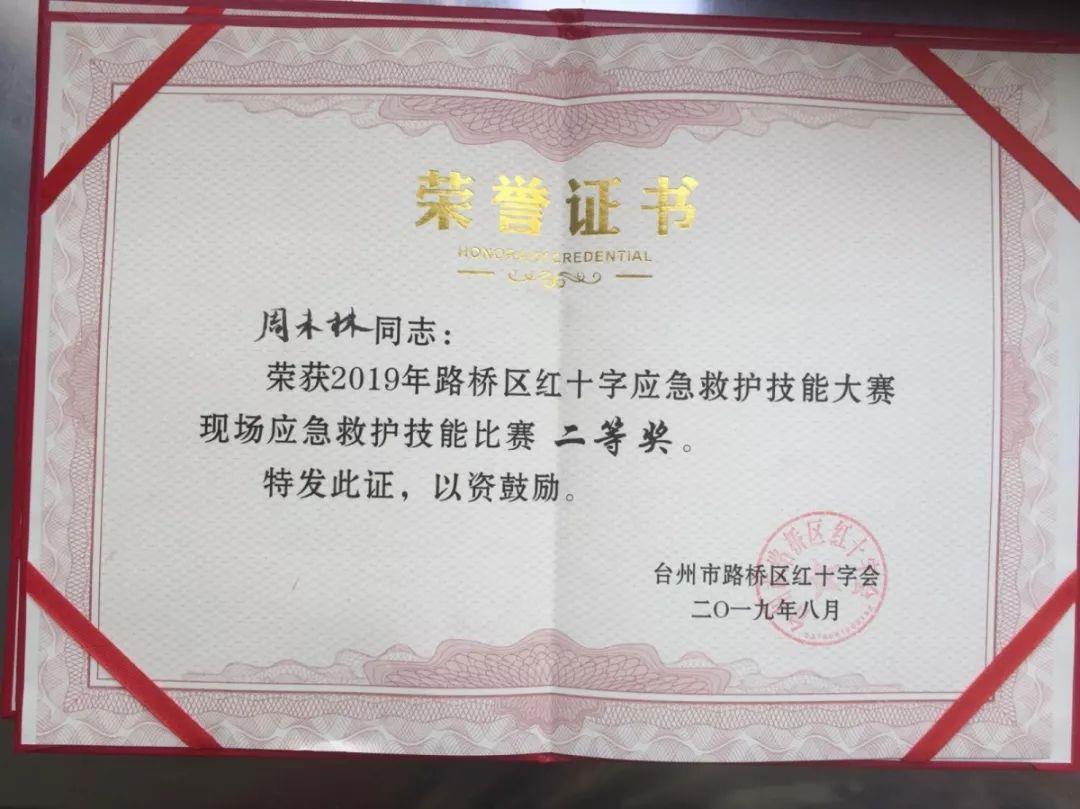 荣誉证书
HONORARY CREDENTIAL
周未林同志：
荣获2019年路桥区红十字应急救护技能大赛
现场应急救护技能比赛 二等奖。
特发此证，以资鼓励。
台州市路桥区红十字会
二〇一九年八月